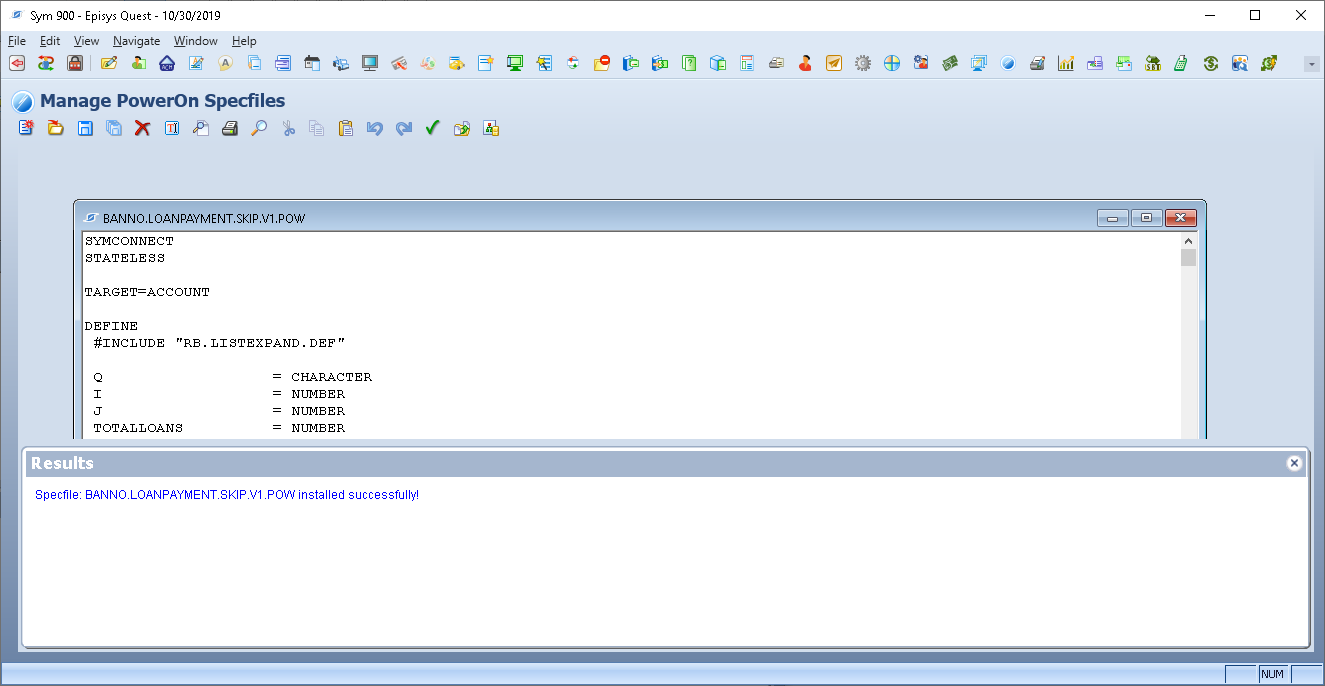 Sym 900 - Episys Quest - 10/30/2019
File Edit View Navigate Window Help
Manage PowerOn Specfiles
BANNO.LOANPAYMENT.SKIP.V1.POW
SYMCONNECT
STATELESS
TARGET=ACCOUNT
DEFINE
#INCLUDE "RB.LISTEXPAND.DEF"
Q = CHARACTER
I = NUMBER
J = NUMBER
TOTALLOANS = NUMBER
Results
Specfile: BANNO.LOANPAYMENT.SKIP.V1.POW installed successfully!
NUM